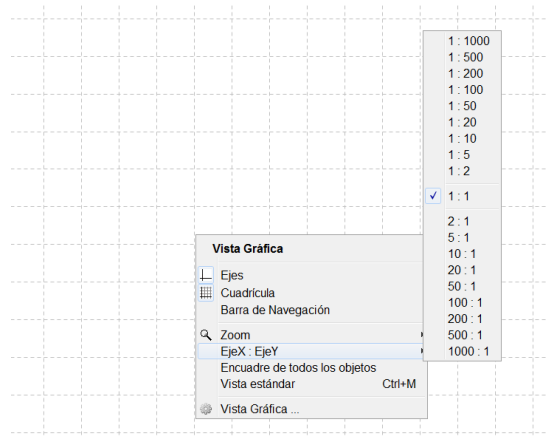 1 : 1000
1 : 500
1 : 200
1 : 100
1 : 50
1 : 20
1 : 10
1 : 5
1 : 2
1 : 1
2 : 1
5 : 1
10 : 1
20 : 1
50 : 1
100 : 1
200 : 1
500 : 1
1000 : 1
Vista Gráfica
Ejes
Cuadrícula
Barra de Navegación
Zoom
EjeX : EjeY
Encuadre de todos los objetos
Vista estándar Ctrl+M
Vista Gráfica ...